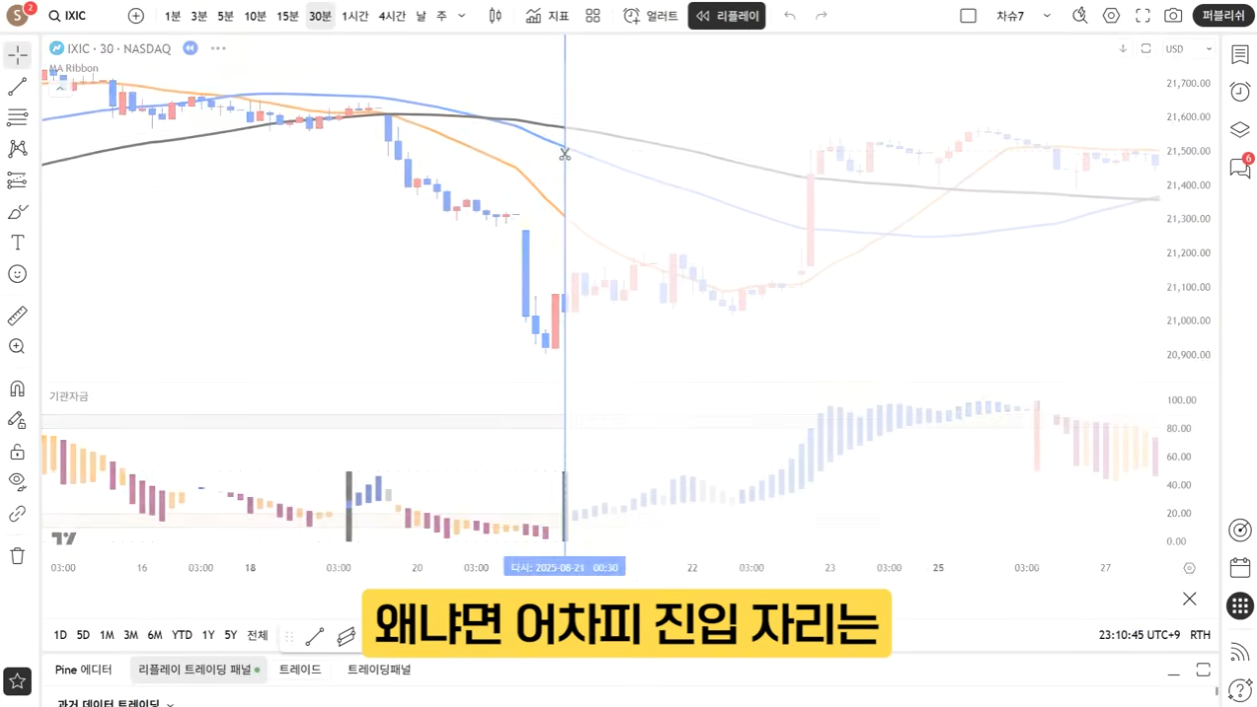 S 2 IXIC 1분 3분 5분 10분 15분 30분 1시간 4시간 날 주 지표 얼러트 리플레이 차슈7 퍼블리쉬
IXIC · 30 · NASDAQ USD
MA Ribbon
21,700.00
21,600.00
21,500.00
21,400.00
21,300.00
21,200.00
21,100.00
21,000.00
20,900.00
6
기관자금
100.00
80.00
60.00
40.00
20.00
0.00
03:00 16 03:00 18 03:00 20 03:00 다시: 2025-08-21 00:30 22 03:00 23 03:00 25 03:00 27
왜냐면 어차피 진입 자리는
1D 5D 1M 3M 6M YTD 1Y 5Y 전체 23:10:45 UTC+9 RTH
Pine 에디터 리플레이 트레이딩 패널 트레이드 트레이딩패널
과거 데이터 트레이딩